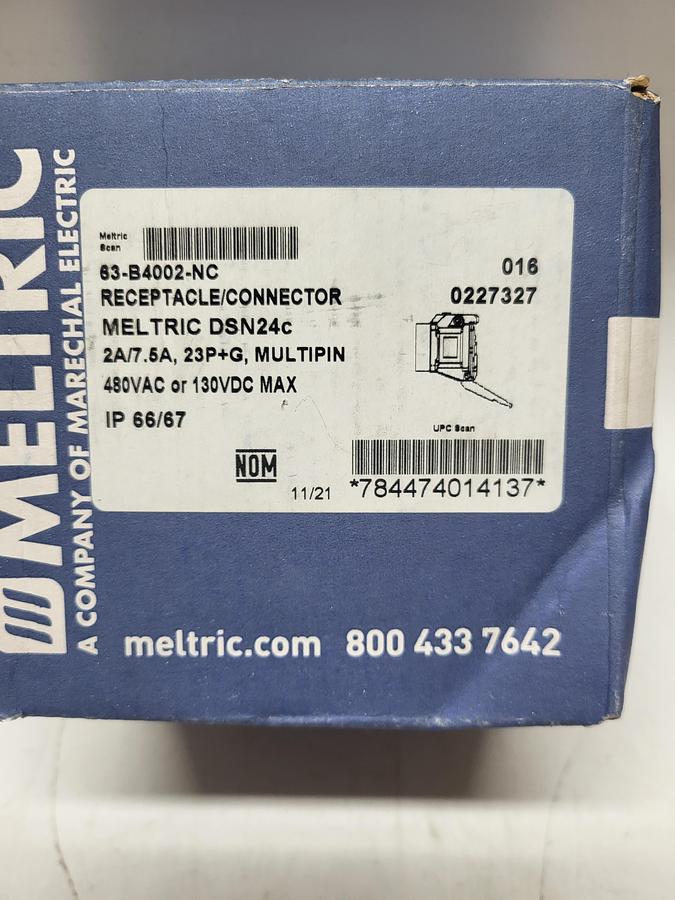 MELTRIC
A COMPANY OF MARECHAL ELECTRIC
Meltric
Scan
63-B4002-NC
016
RECEPTACLE/CONNECTOR
0227327
MELTRIC DSN24c
2A/7.5A, 23P+G, MULTIPIN
480VAC or 130VDC MAX
IP 66/67
UPC Scan
NOM
11/21
*784474014137*
meltric.com 800 433 7642